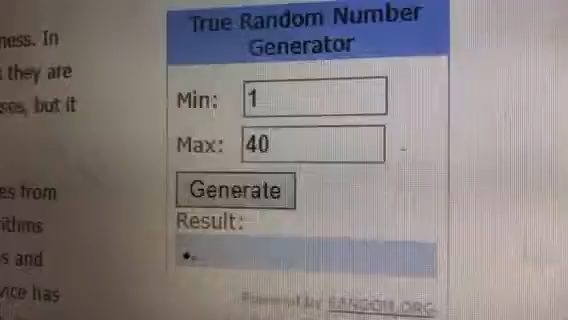 True Random Number
Generator
ness. In
they are
ses, but it
Min: 1
Max: 40
Generate
es from
Result:
ithms
s and
vice has
Powered by RANDOM.ORG